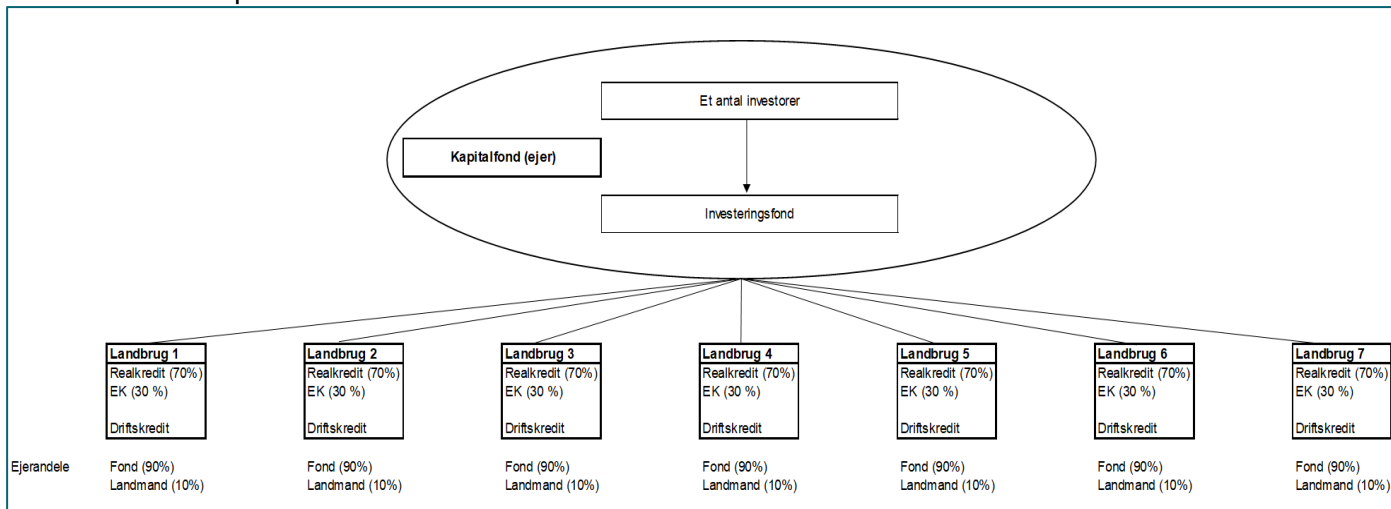 Et antal investorer
Kapitalfond (ejer)
Investeringsfond
Landbrug 1
Realkredit (70%)
EK (30 %)
Driftskredit
Landbrug 2
Realkredit (70%)
EK (30 %)
Driftskredit
Landbrug 3
Realkredit (70%)
EK (30 %)
Driftskredit
Landbrug 4
Realkredit (70%)
EK (30 %)
Driftskredit
Landbrug 5
Realkredit (70%)
EK (30 %)
Driftskredit
Landbrug 6
Realkredit (70%)
EK (30 %)
Driftskredit
Landbrug 7
Realkredit (70%)
EK (30 %)
Driftskredit
Ejerandele
Fond (90%)
Landmand (10%)
Fond (90%)
Landmand (10%)
Fond (90%)
Landmand (10%)
Fond (90%)
Landmand (10%)
Fond (90%)
Landmand (10%)
Fond (90%)
Landmand (10%)
Fond (90%)
Landmand (10%)